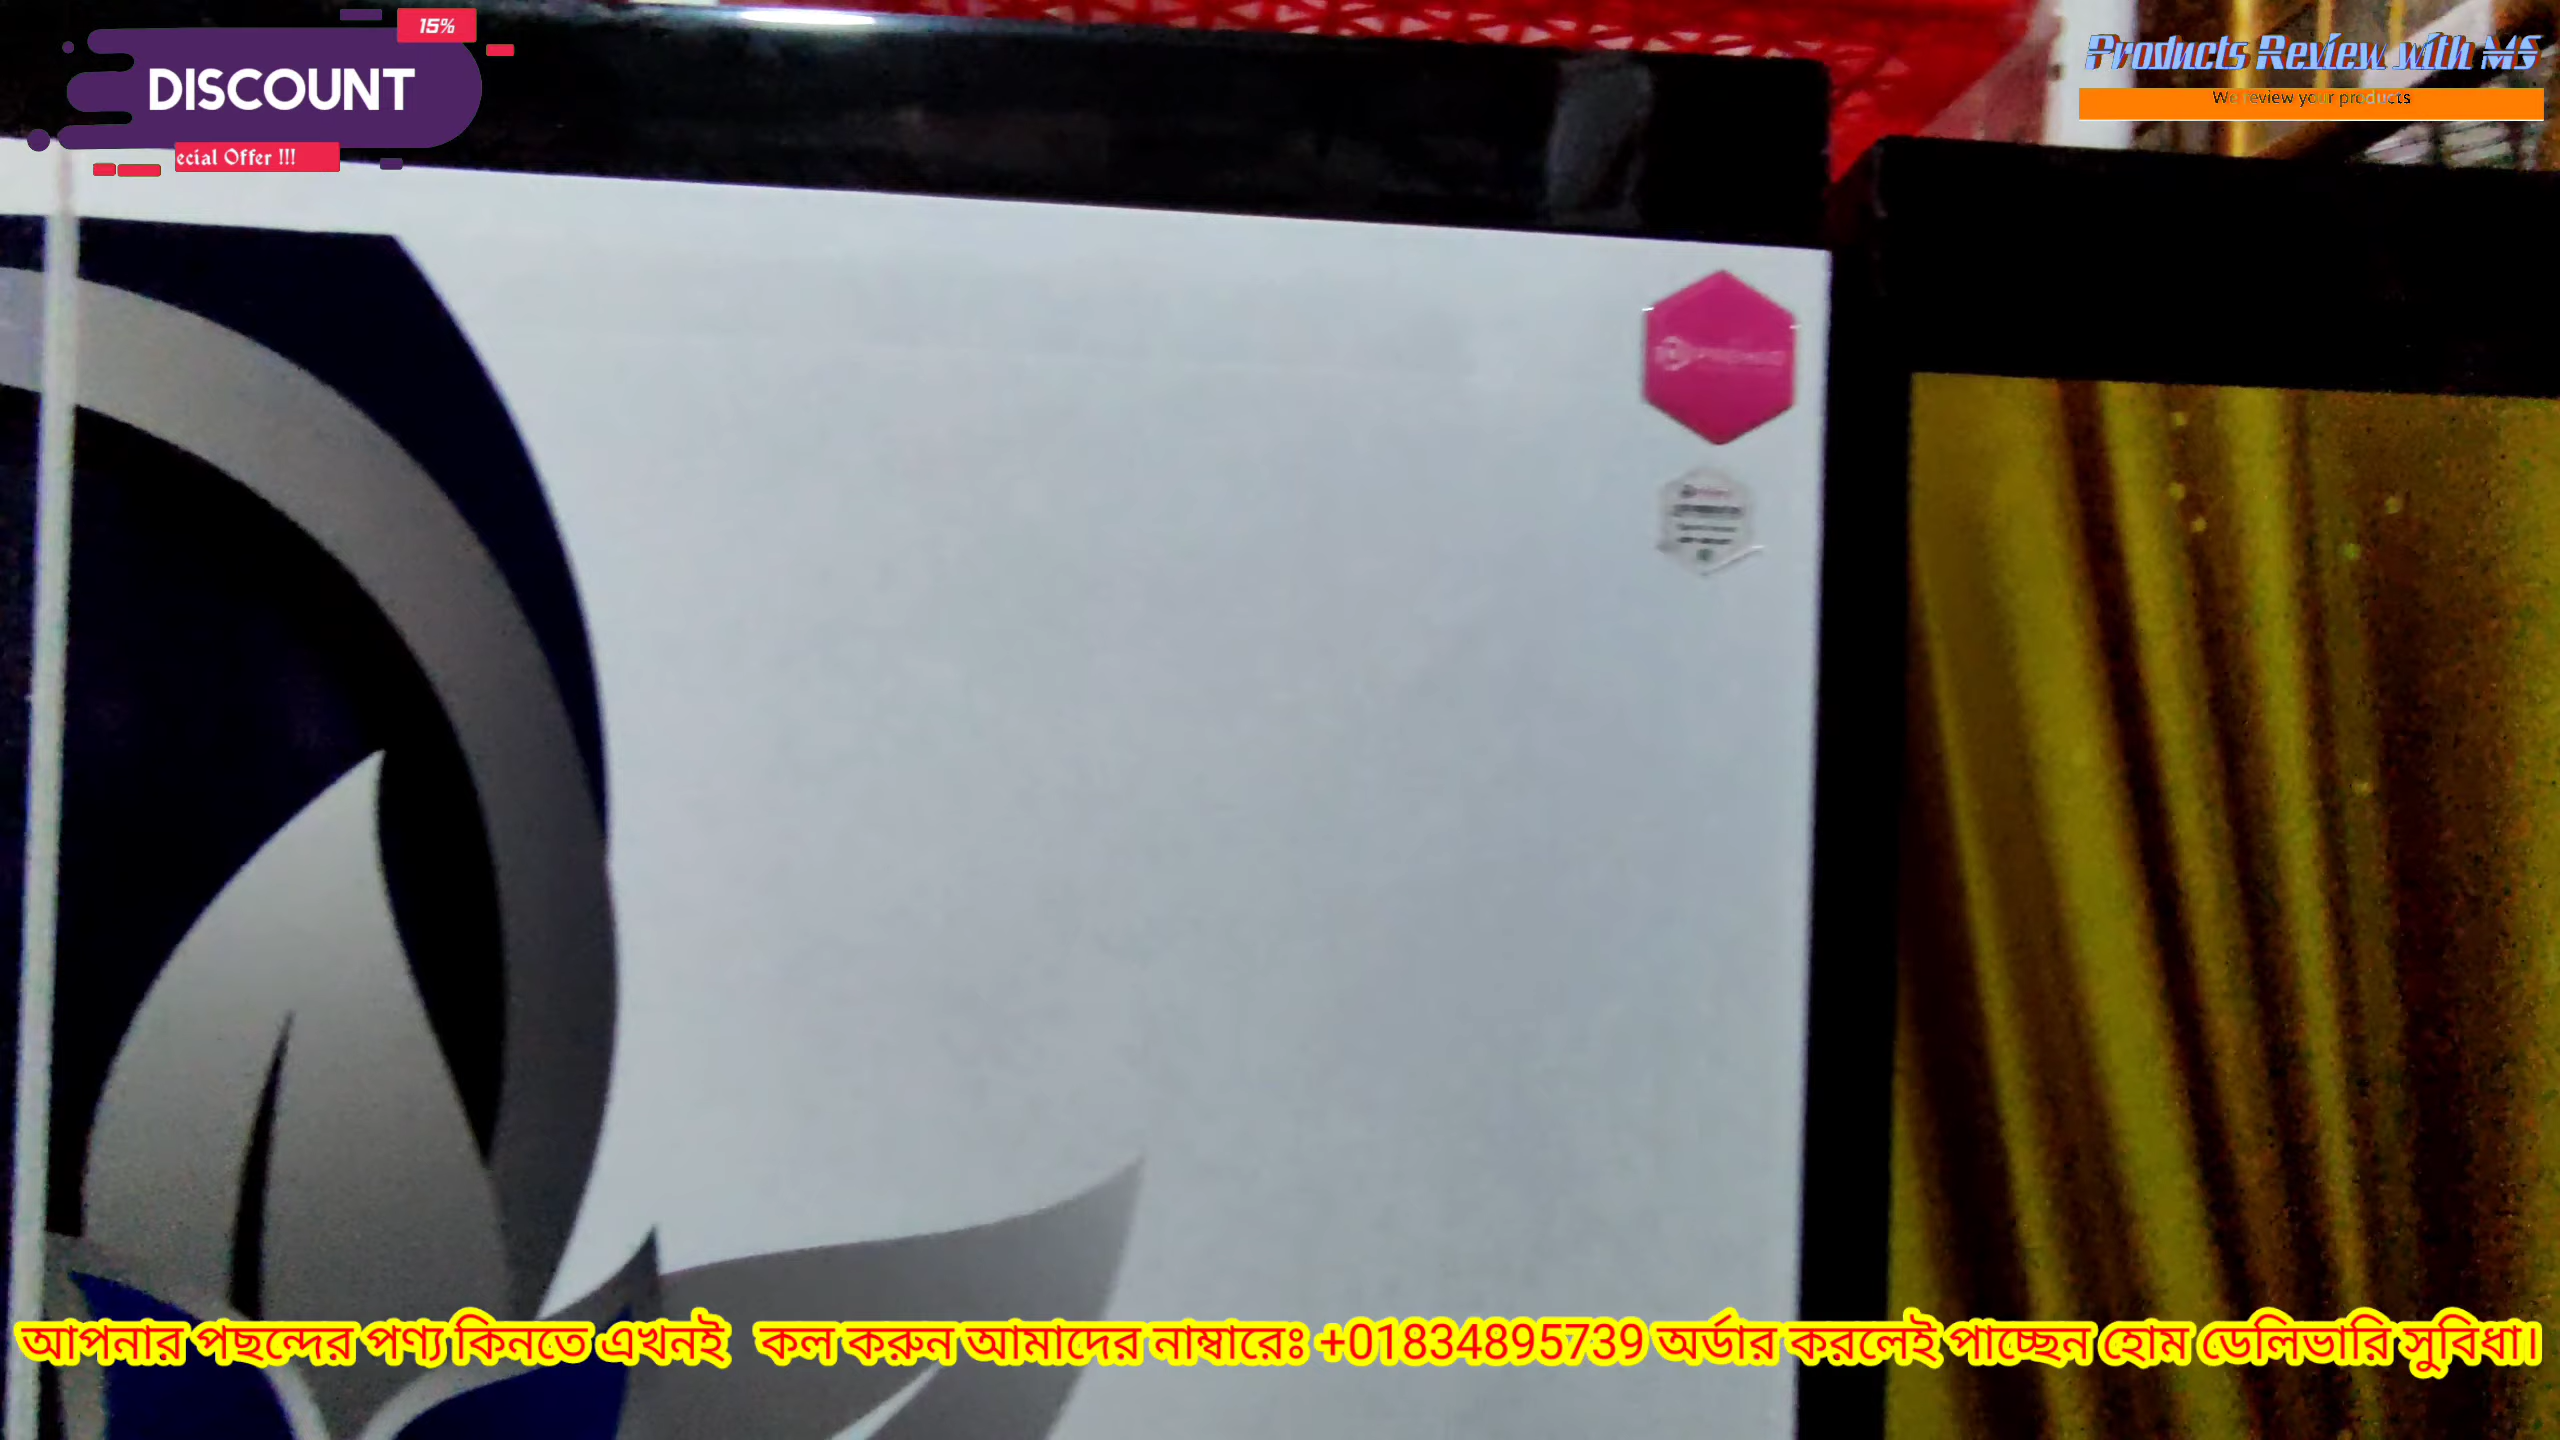 15%
DISCOUNT
ecial Offer !!!
Products Review with MS
We review your products
আপনার পছন্দের পণ্য কিনতে এখনই কল করুন আমাদের নাম্বারেঃ +01834895739 অর্ডার করলেই পাচ্ছেন হোম ডেলিভারি সুবিধা।